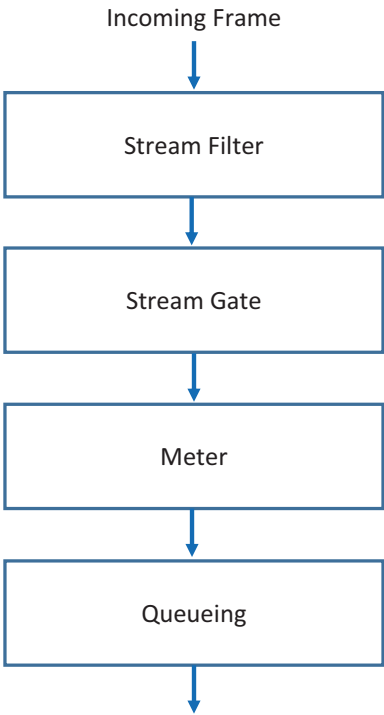 Incoming Frame
Stream Filter
Stream Gate
Meter
Queueing